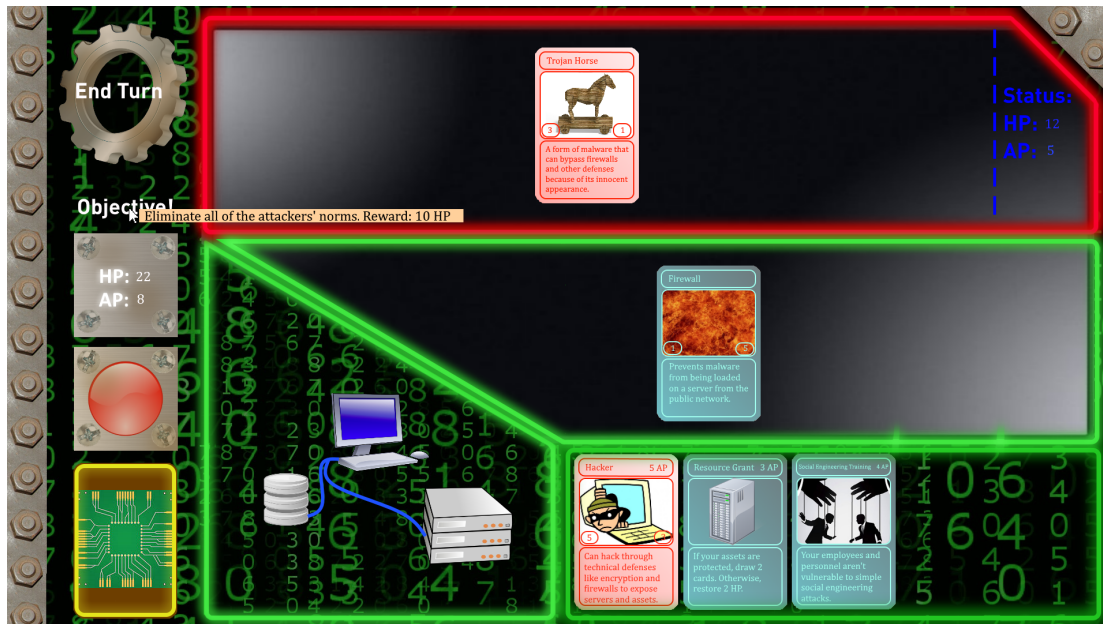 End Turn
Objective!
Eliminate all of the attackers' norms. Reward: 10 HP
HP: 22
AP: 8
Trojan Horse
3 1
A form of malware that
can bypass firewalls
and other defenses
because of its innocent
appearance.
Status:
HP: 12
AP: 5
Firewall
1 5
Prevents malware
from being loaded
on a server from the
public network.
Hacker 5 AP
5
Can hack through
technical defenses
like encryption and
firewalls to expose
servers and assets.
Resource Grant 3 AP
If your assets are
protected, draw 2
cards. Otherwise,
restore 2 HP.
Social Engineering Training 4 AP
Your employees and
personnel aren't
vulnerable to simple
social engineering
attacks.